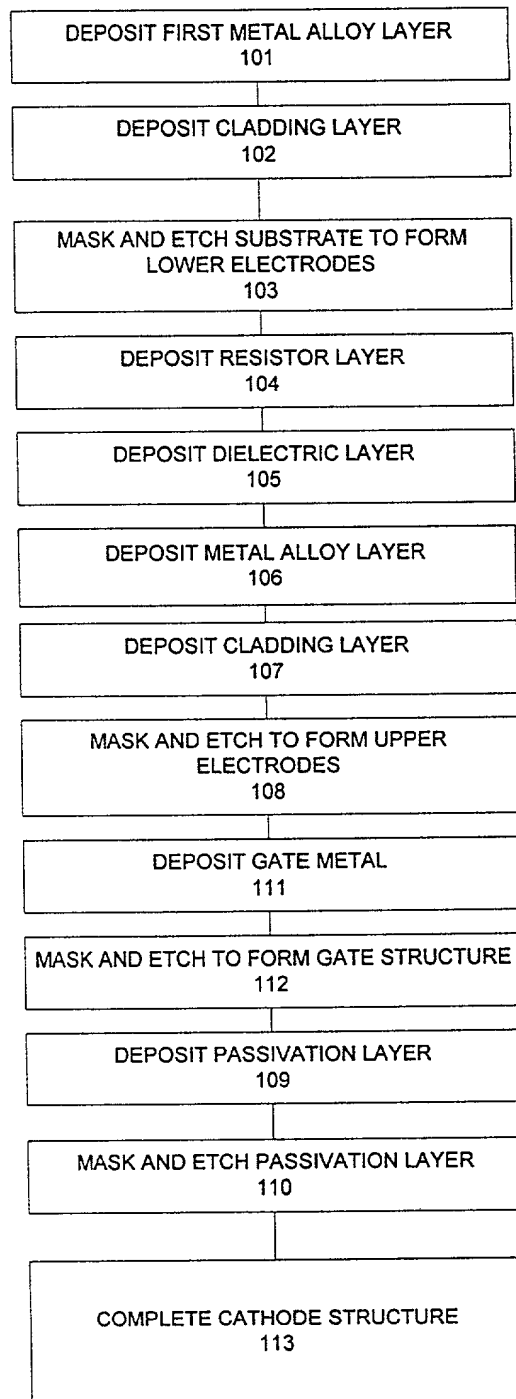 DEPOSIT FIRST METAL ALLOY LAYER
101
DEPOSIT CLADDING LAYER
102
MASK AND ETCH SUBSTRATE TO FORM
LOWER ELECTRODES
103
DEPOSIT RESISTOR LAYER
104
DEPOSIT DIELECTRIC LAYER
105
DEPOSIT METAL ALLOY LAYER
106
DEPOSIT CLADDING LAYER
107
MASK AND ETCH TO FORM UPPER
ELECTRODES
108
DEPOSIT GATE METAL
111
MASK AND ETCH TO FORM GATE STRUCTURE
112
DEPOSIT PASSIVATION LAYER
109
MASK AND ETCH PASSIVATION LAYER
110
COMPLETE CATHODE STRUCTURE
113